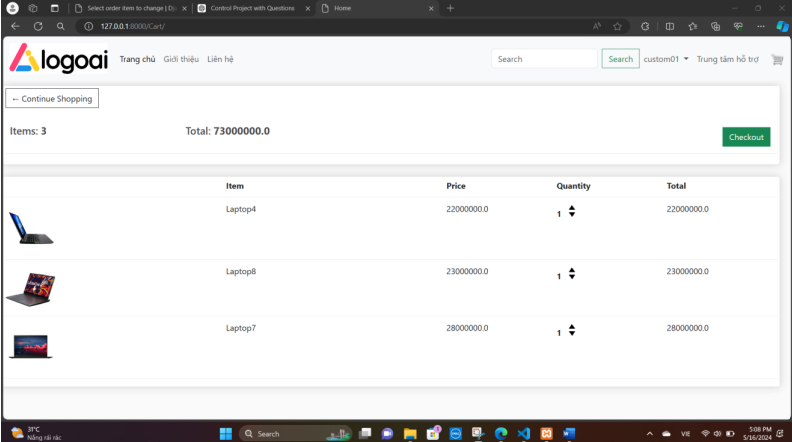 Select order item to change | Dj
Control Project with Questions
Home
127.0.0.1:8000/Cart/
logoai
Trang chủ Giới thiệu Liên hệ
Search
Search
custom01
Trung tâm hỗ trợ
← Continue Shopping
Items: 3
Total: 73000000.0
Checkout
Item Price Quantity Total
Laptop4 22000000.0 1 22000000.0
Laptop8 23000000.0 1 23000000.0
Laptop7 28000000.0 1 28000000.0
31°C
Nắng rải rác
Search
VIE
5:08 PM
5/16/2024